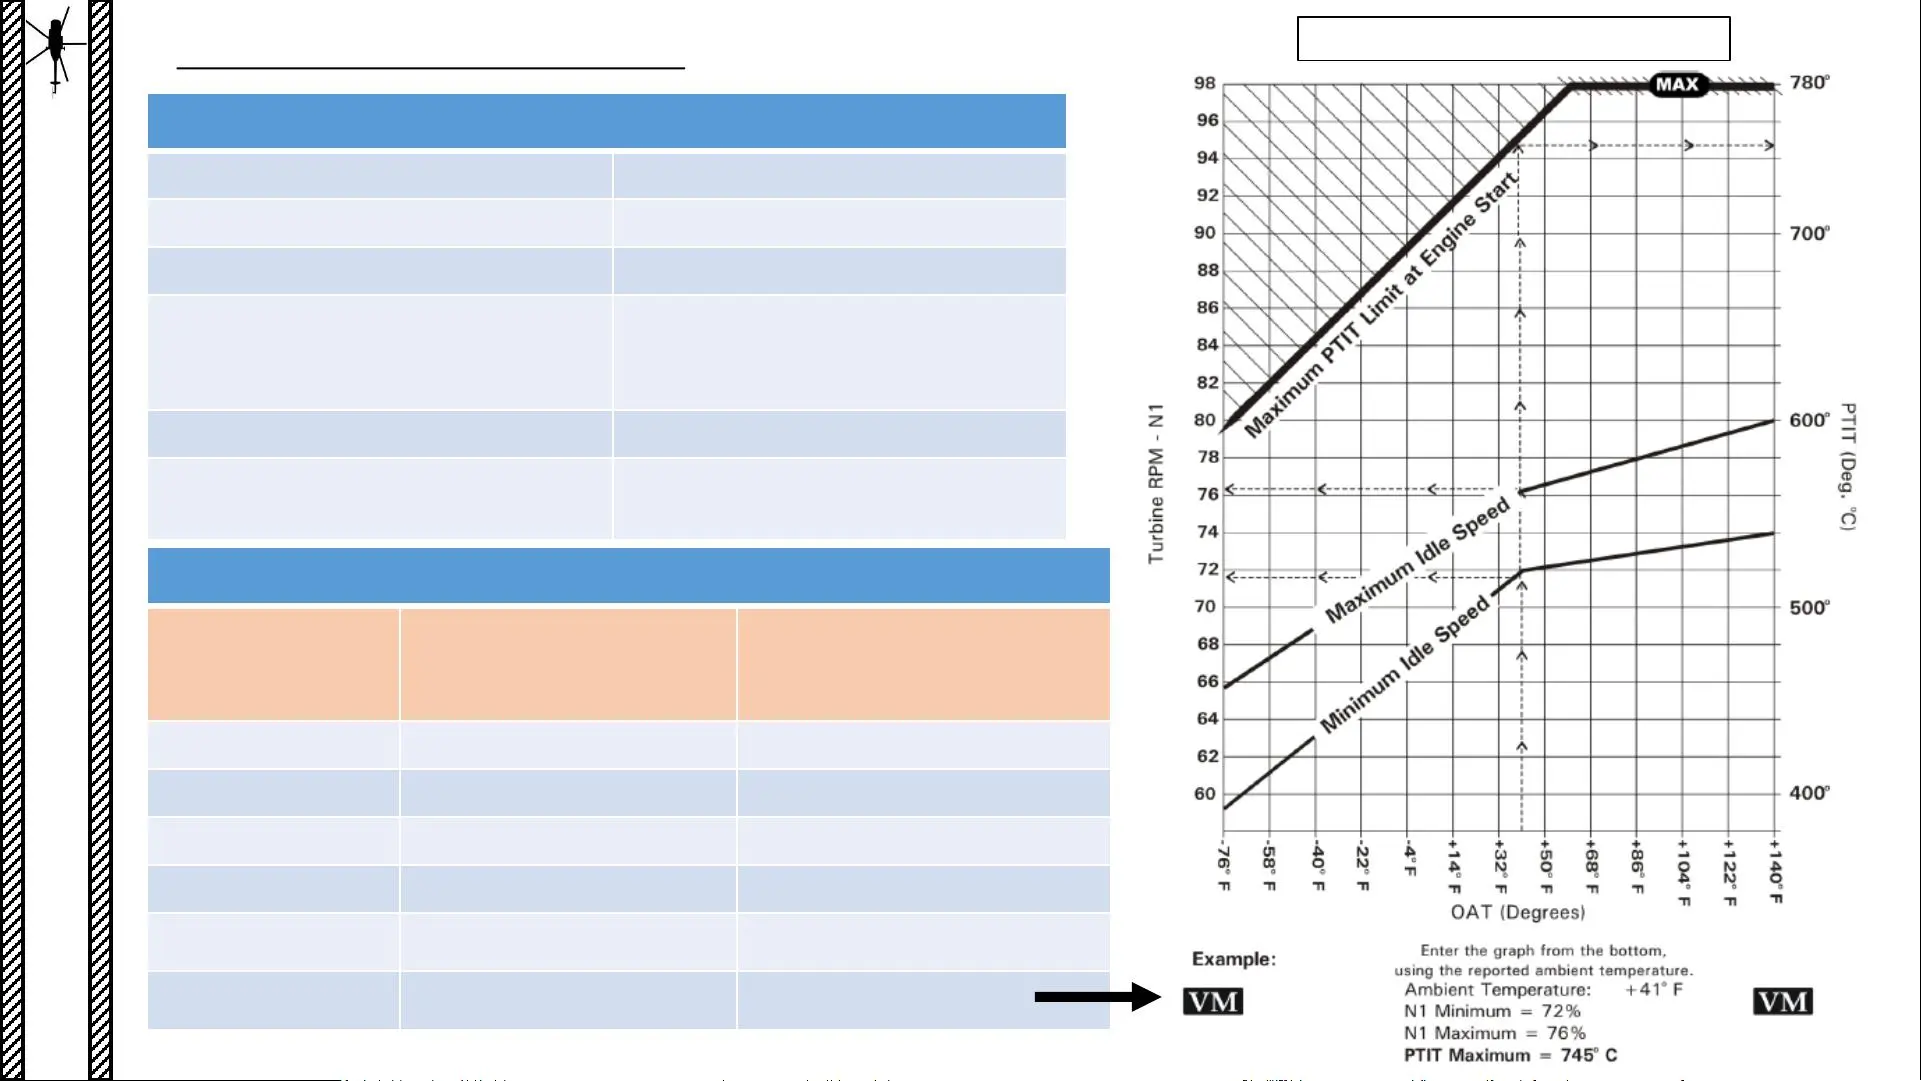 MAX
98
96
94
92
90
88
86
84
82
80
78
76
74
72
70
68
66
64
62
60
780°
700°
600°
500°
400°
Turbine RPM - N1
PTIT (Deg. °C)
Maximum PTIT Limit at Engine Start
Maximum Idle Speed
Minimum Idle Speed
-76° F
-58° F
-40° F
-22° F
-4° F
+14° F
+32° F
+50° F
+68° F
+86° F
+104° F
+122° F
+140° F
OAT (Degrees)
Example:
Enter the graph from the bottom,
using the reported ambient temperature.
Ambient Temperature: +41° F
N1 Minimum = 72%
N1 Maximum = 76%
PTIT Maximum = 745° C
VM
VM